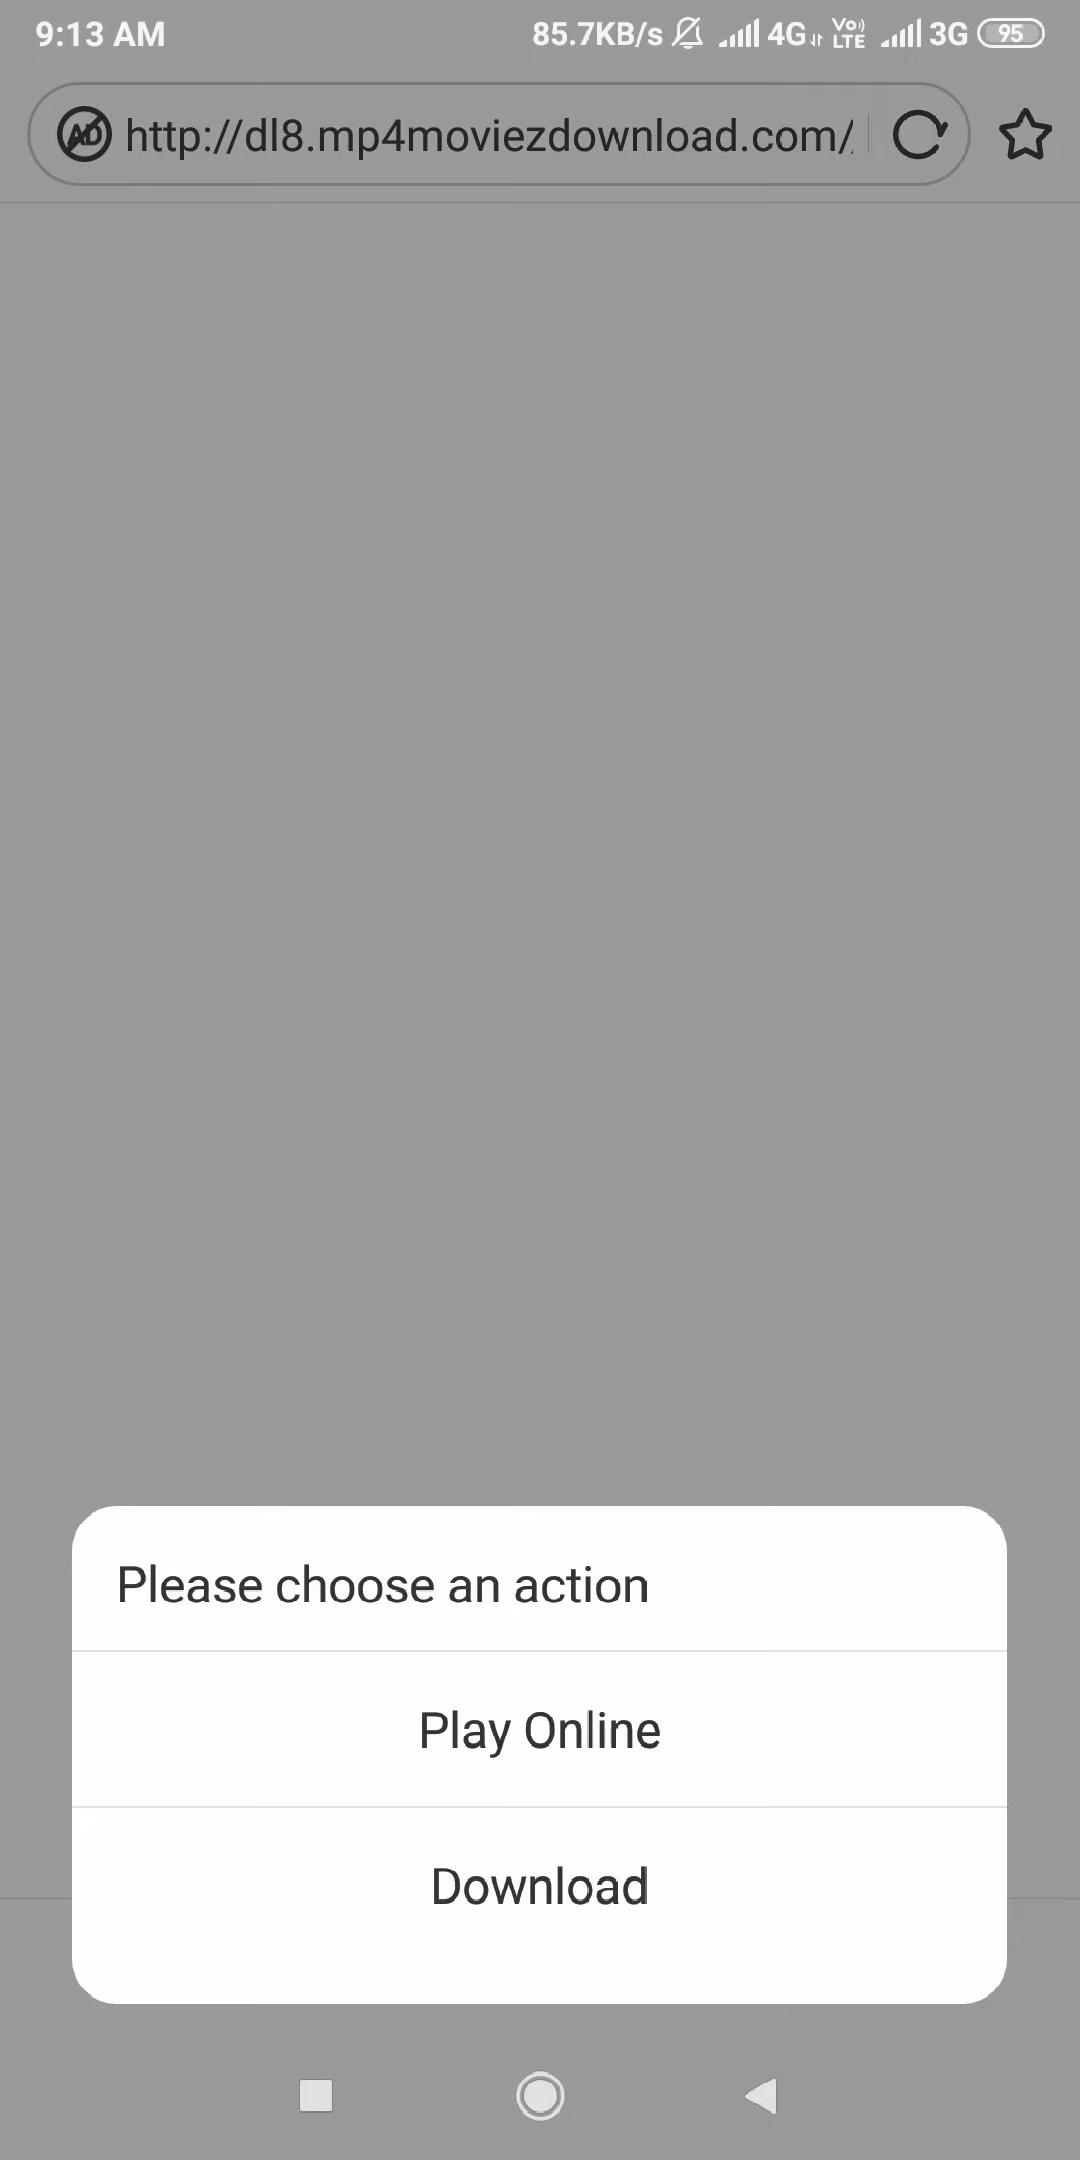 9:13 AM 85.7KB/s 4G Vo) LTE 3G 95
AD http://dl8.mp4moviezdownload.com/
Please choose an action
Play Online
Download